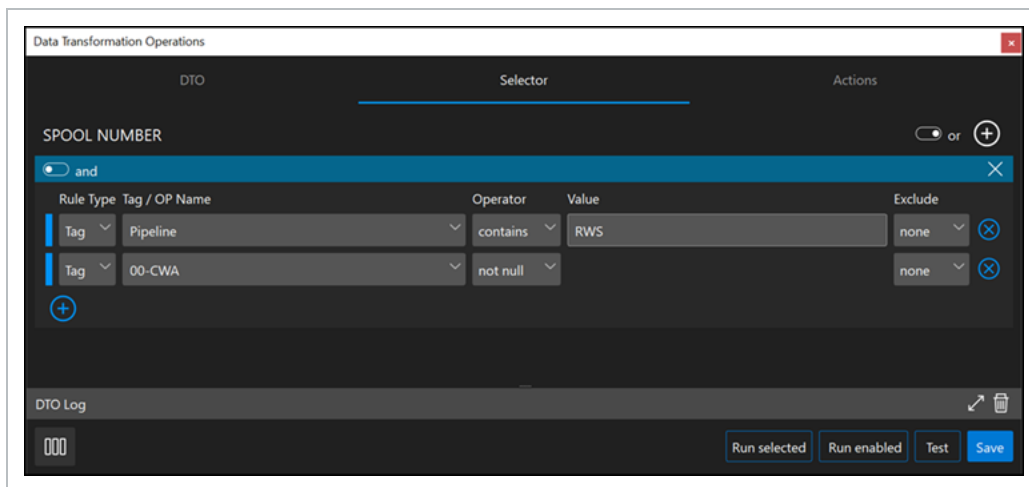 Data Transformation Operations
DTO Selector Actions
SPOOL NUMBER or
and
Rule Type Tag / OP Name Operator Value Exclude
Tag Pipeline contains RWS none
Tag 00-CWA not null none
DTO Log
Run selected Run enabled Test Save